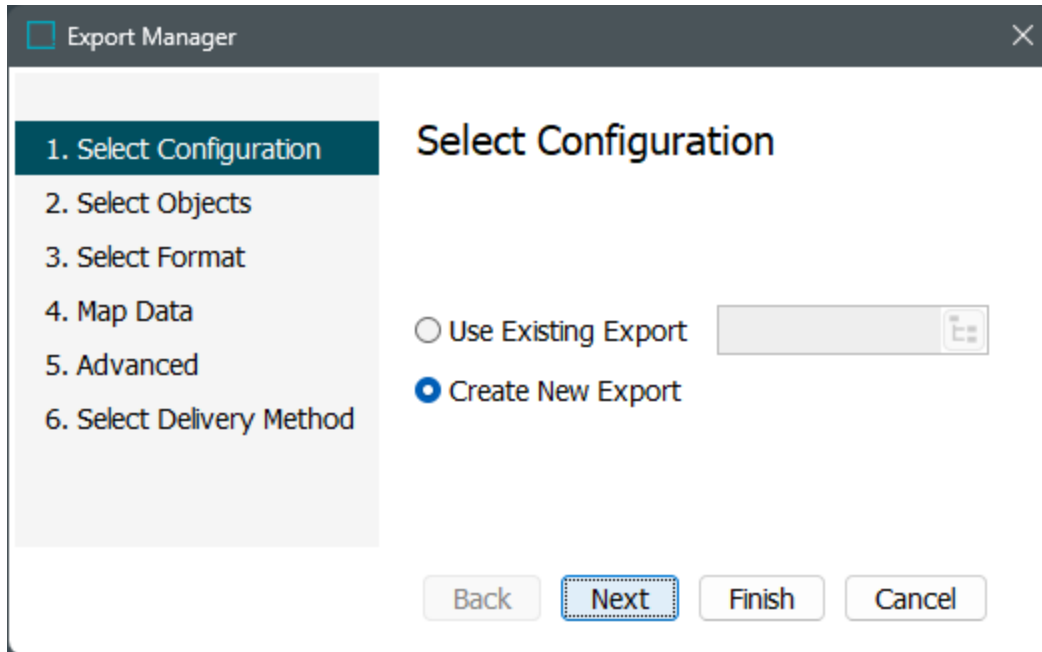 Export Manager
1. Select Configuration
2. Select Objects
3. Select Format
4. Map Data
5. Advanced
6. Select Delivery Method
Select Configuration
Use Existing Export
Create New Export
Back Next Finish Cancel